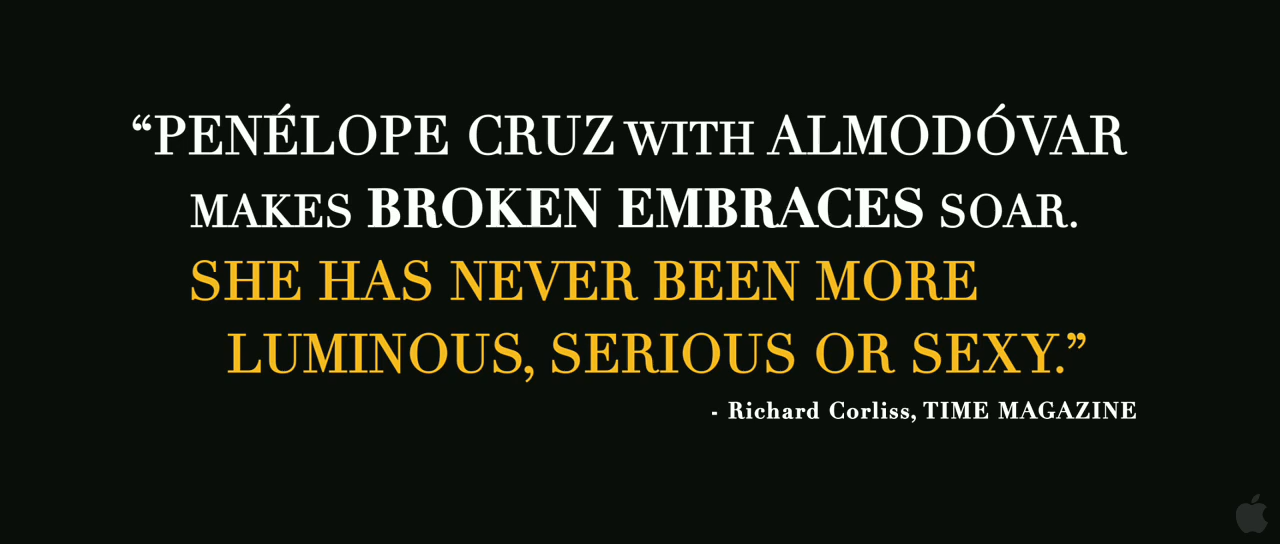 “PENÉLOPE CRUZ WITH ALMODÓVAR
MAKES BROKEN EMBRACES SOAR.
SHE HAS NEVER BEEN MORE
LUMINOUS, SERIOUS OR SEXY.”
- Richard Corliss, TIME MAGAZINE